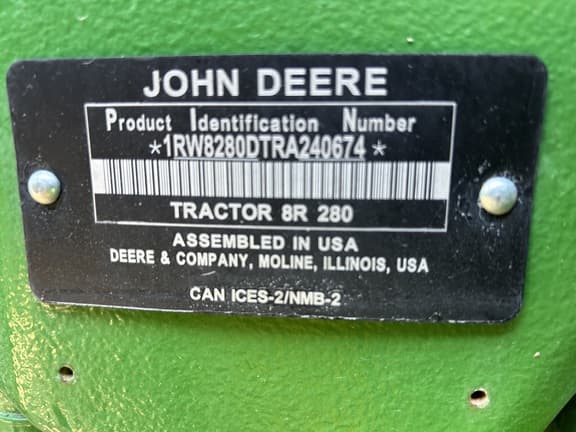 JOHN DEERE
Product Identification Number
*1RW8280DTRA240674*
TRACTOR 8R 280
ASSEMBLED IN USA
DEERE & COMPANY, MOLINE, ILLINOIS, USA
CAN ICES-2/NMB-2